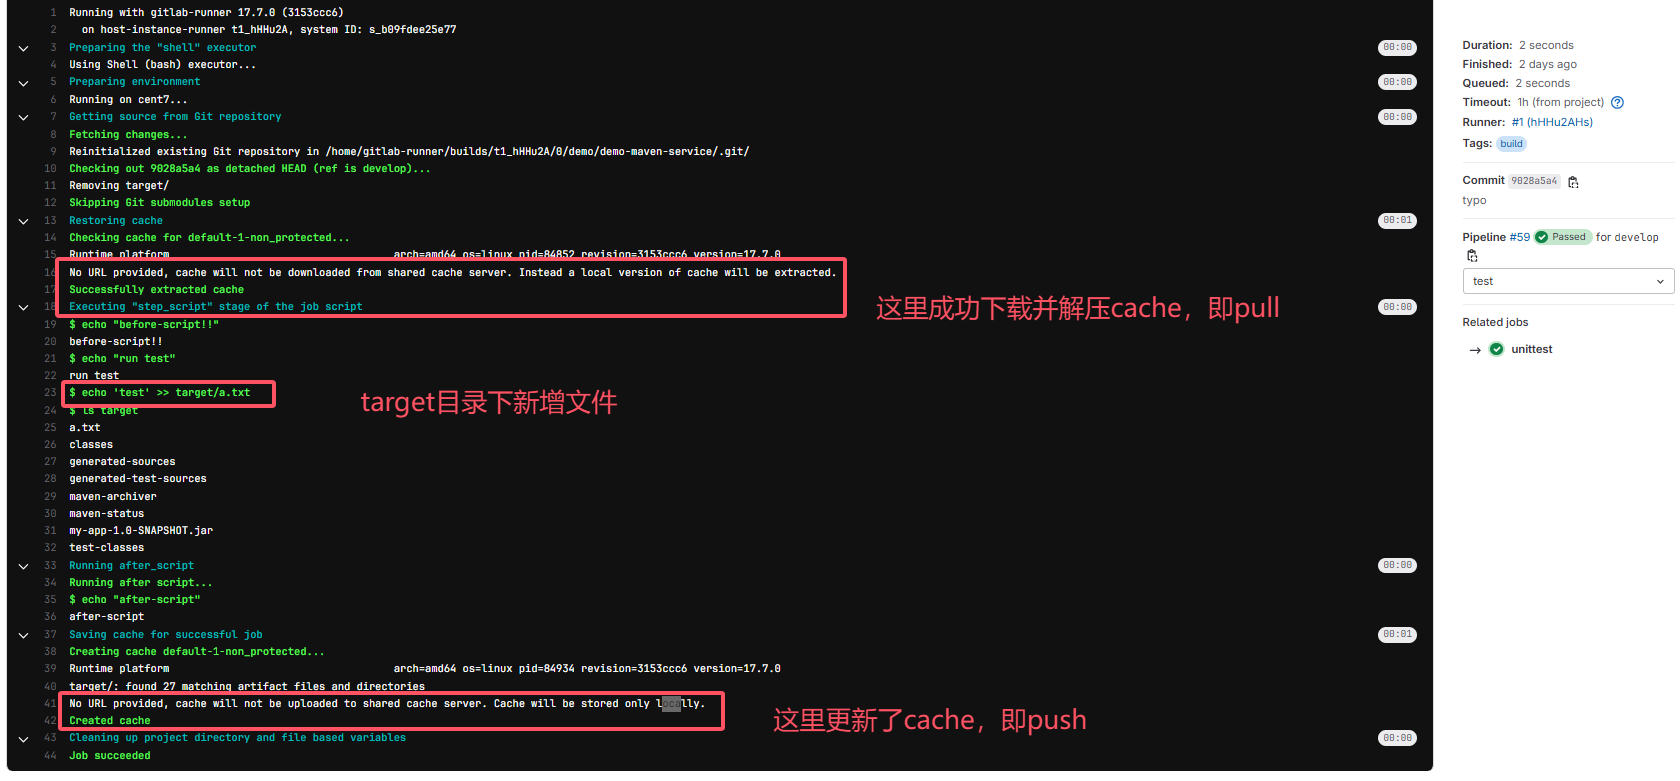 1 Running with gitlab-runner 17.7.0 (3153ccc6)
2 on host-instance-runner t1_hHHu2A, system ID: s_b09fdee25e77
3 Preparing the "shell" executor 00:00
4 Using Shell (bash) executor...
5 Preparing environment 00:00
6 Running on cent7...
7 Getting source from Git repository 00:00
8 Fetching changes...
9 Reinitialized existing Git repository in /home/gitlab-runner/builds/t1_hHHu2A/0/demo/demo-maven-service/.git/
10 Checking out 9028a5a4 as detached HEAD (ref is develop)...
11 Removing target/
12 Skipping Git submodules setup
13 Restoring cache 00:01
14 Checking cache for default-1-non_protected...
15 Runtime platform arch=amd64 os=linux pid=84852 revision=3153ccc6 version=17.7.0
16 No URL provided, cache will not be downloaded from shared cache server. Instead a local version of cache will be extracted.
17 Successfully extracted cache
18 Executing "step_script" stage of the job script 00:00
这里成功下载并解压cache，即pull
19 $ echo "before-script!!"
20 before-script!!
21 $ echo "run test"
22 run test
23 $ echo 'test' >> target/a.txt
target目录下新增文件
24 $ ls target
25 a.txt
26 classes
27 generated-sources
28 generated-test-sources
29 maven-archiver
30 maven-status
31 my-app-1.0-SNAPSHOT.jar
32 test-classes
33 Running after_script 00:00
34 Running after script...
35 $ echo "after-script"
36 after-script
37 Saving cache for successful job 00:01
38 Creating cache default-1-non_protected...
39 Runtime platform arch=amd64 os=linux pid=84934 revision=3153ccc6 version=17.7.0
40 target/: found 27 matching artifact files and directories
41 No URL provided, cache will not be uploaded to shared cache server. Cache will be stored only locally.
42 Created cache
这里更新了cache，即push
43 Cleaning up project directory and file based variables 00:00
44 Job succeeded
Duration: 2 seconds
Finished: 2 days ago
Queued: 2 seconds
Timeout: 1h (from project)
Runner: #1 (hHHu2AHs)
Tags: build
Commit 9028a5a4
typo
Pipeline #59 Passed for develop
test
Related jobs
→ unittest